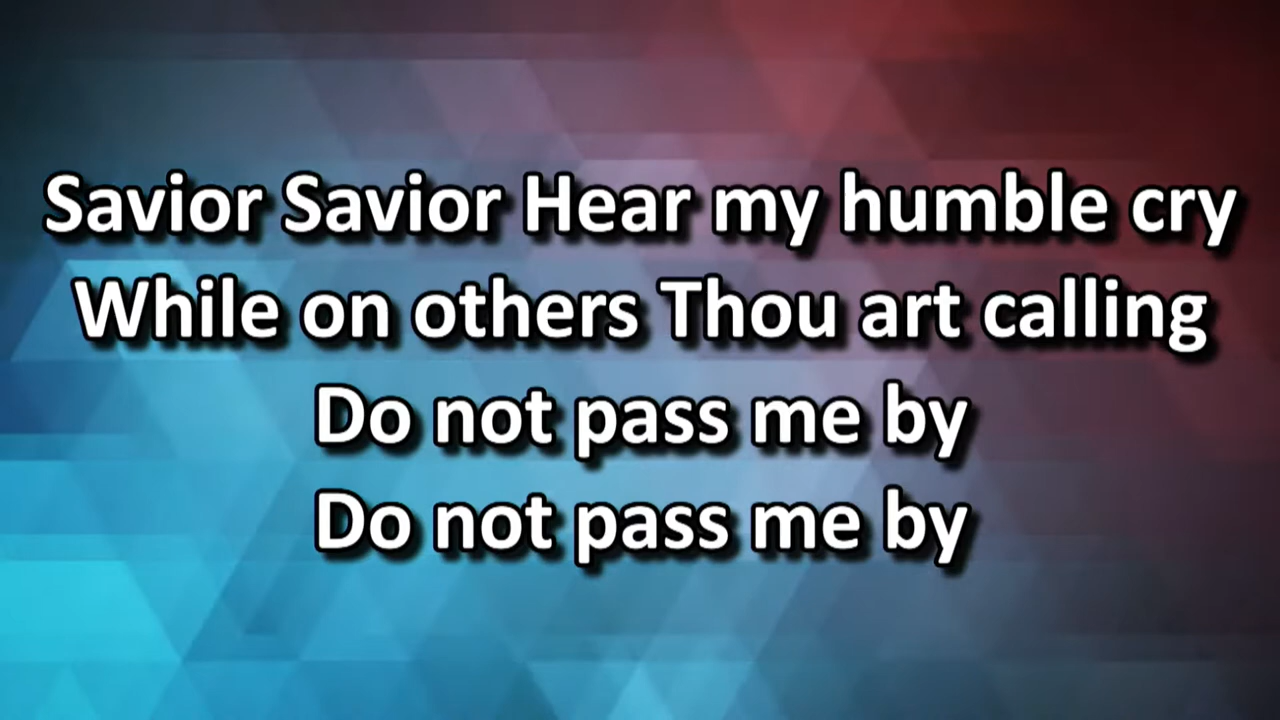 Savior Savior Hear my humble cry
While on others Thou art calling
Do not pass me by
Do not pass me by